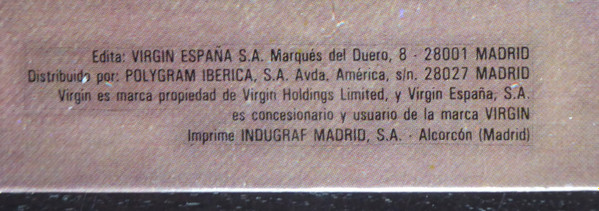 Edita: VIRGIN ESPAÑA S.A. Marqués del Duero, 8 - 28001 MADRID
Distribuido por: POLYGRAM IBERICA, S.A. Avda, América, s/n. 28027 MADRID
Virgin es marca propiedad de Virgin Holdings Limited, y Virgin España, S.A.
es concesionario y usuario de la marca VIRGIN
Imprime INDUGRAF MADRID, S.A. - Alcorcón (Madrid)